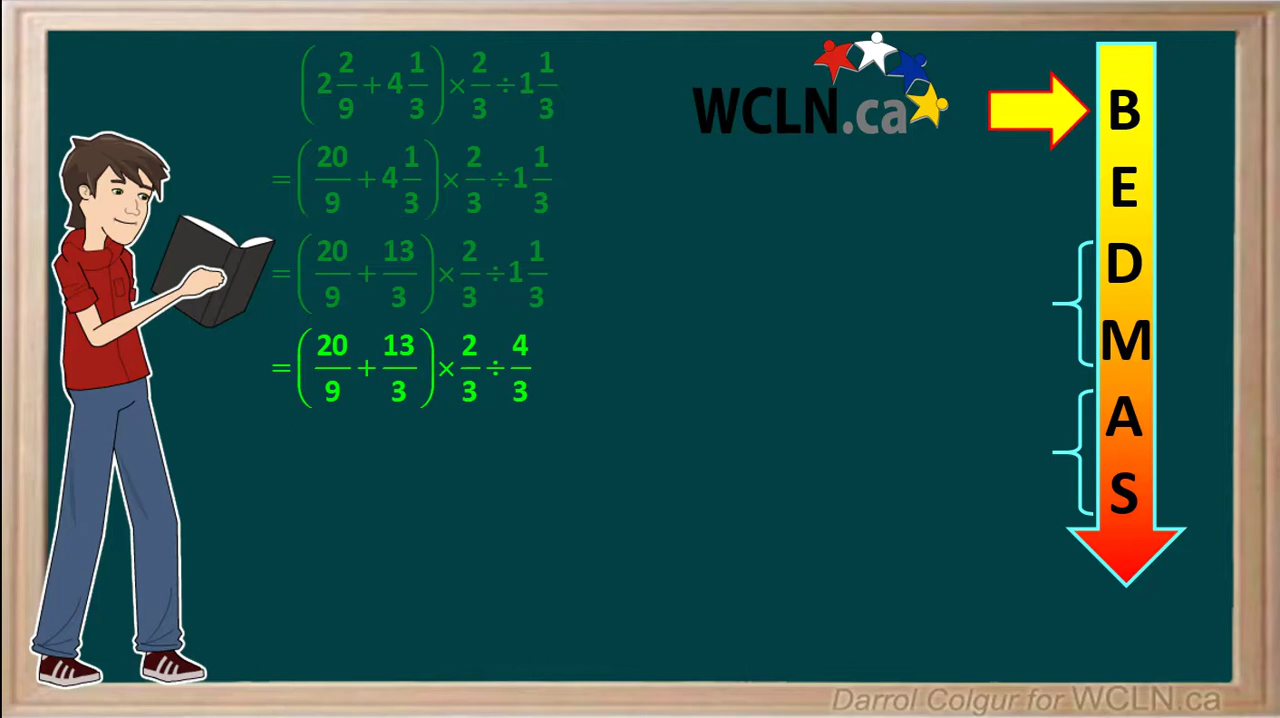 (2 2/9 + 4 1/3) × 2/3 ÷ 1 1/3
= (20/9 + 4 1/3) × 2/3 ÷ 1 1/3
= (20/9 + 13/3) × 2/3 ÷ 1 1/3
= (20/9 + 13/3) × 2/3 ÷ 4/3
WCLN.ca
B
E
D
M
A
S
Darrol Colgur for WCLN.ca